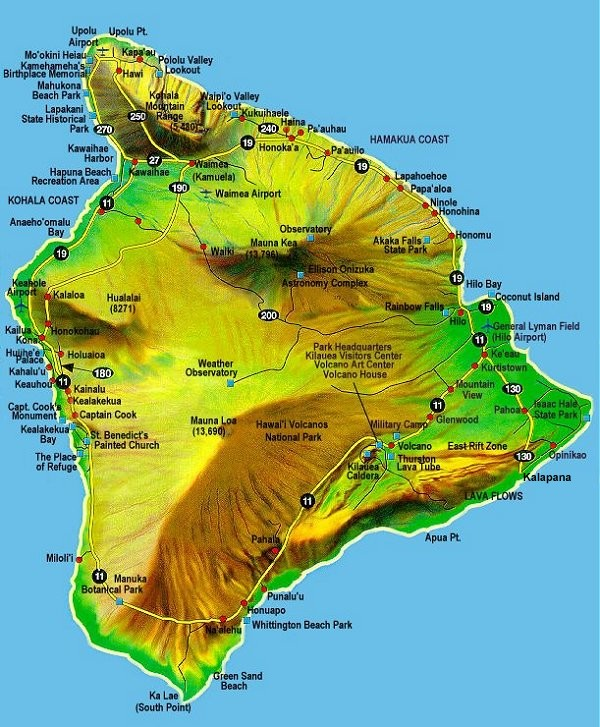 Upolu
Airport
Upolu Pt.
Mo'okini Heiau
Kapa'au
Kamehameha's
Birthplace Memorial
Hawi
Pololu Valley
Lookout
Mahukona
Beach Park
Kohala
Mountain
Range
(5,480)
Waipi'o Valley
Lookout
Kukuihaele
Lapakani
State Historical
Park
270
250
Haina
240
Pa'auhau
Honoka'a
19
HAMAKUA COAST
Pa'auilo
19
Kawaihae
Harbor
27
Kawaihae
Waimea
(Kamuela)
Hapuna Beach
Recreation Area
190
Waimea Airport
Lapahoehoe
Papa'aloa
Ninole
Honohina
KOHALA COAST
11
Anaeho'omalu
Bay
19
Observatory
Mauna Kea
(13,796)
Waiki
Akaka Falls
State Park
Honomu
Ellison Onizuka
Astronomy Complex
19
Hilo Bay
Coconut Island
Keahole
Airport
Kalaloa
Hualalai
(8271)
Rainbow Falls
Hilo
19
200
General Lyman Field
(Hilo Airport)
Kailua
Kona
Honokohau
11
Hulihe'e
Palace
Holualoa
Park Headquarters
Kilauea Visitors Center
Volcano Art Center
Volcano House
Ke'eau
Kurtistown
Kahalu'u
180
Weather
Observatory
Keauhou
11
Kainalu
Kealakekua
Mountain
View
130
Capt. Cook's
Monument
Captain Cook
Mauna Loa
(13,690)
Hawai'i Volcanos
National Park
11
Glenwood
Pahoa
Isaac Hale
State Park
Kealakekua
Bay
St. Benedict's
Painted Church
Military Camp
Volcano
East Rift Zone
The Place
of Refuge
Kilauea
Caldera
Thurston
Lava Tube
130
Opinikao
Kalapana
LAVA FLOWS
11
Apua Pt.
Pahala
Miloli'i
11
Manuka
Botanical Park
Punalu'u
Honuapo
Na'alehu
Whittington Beach Park
Green Sand
Beach
Ka Lae
(South Point)